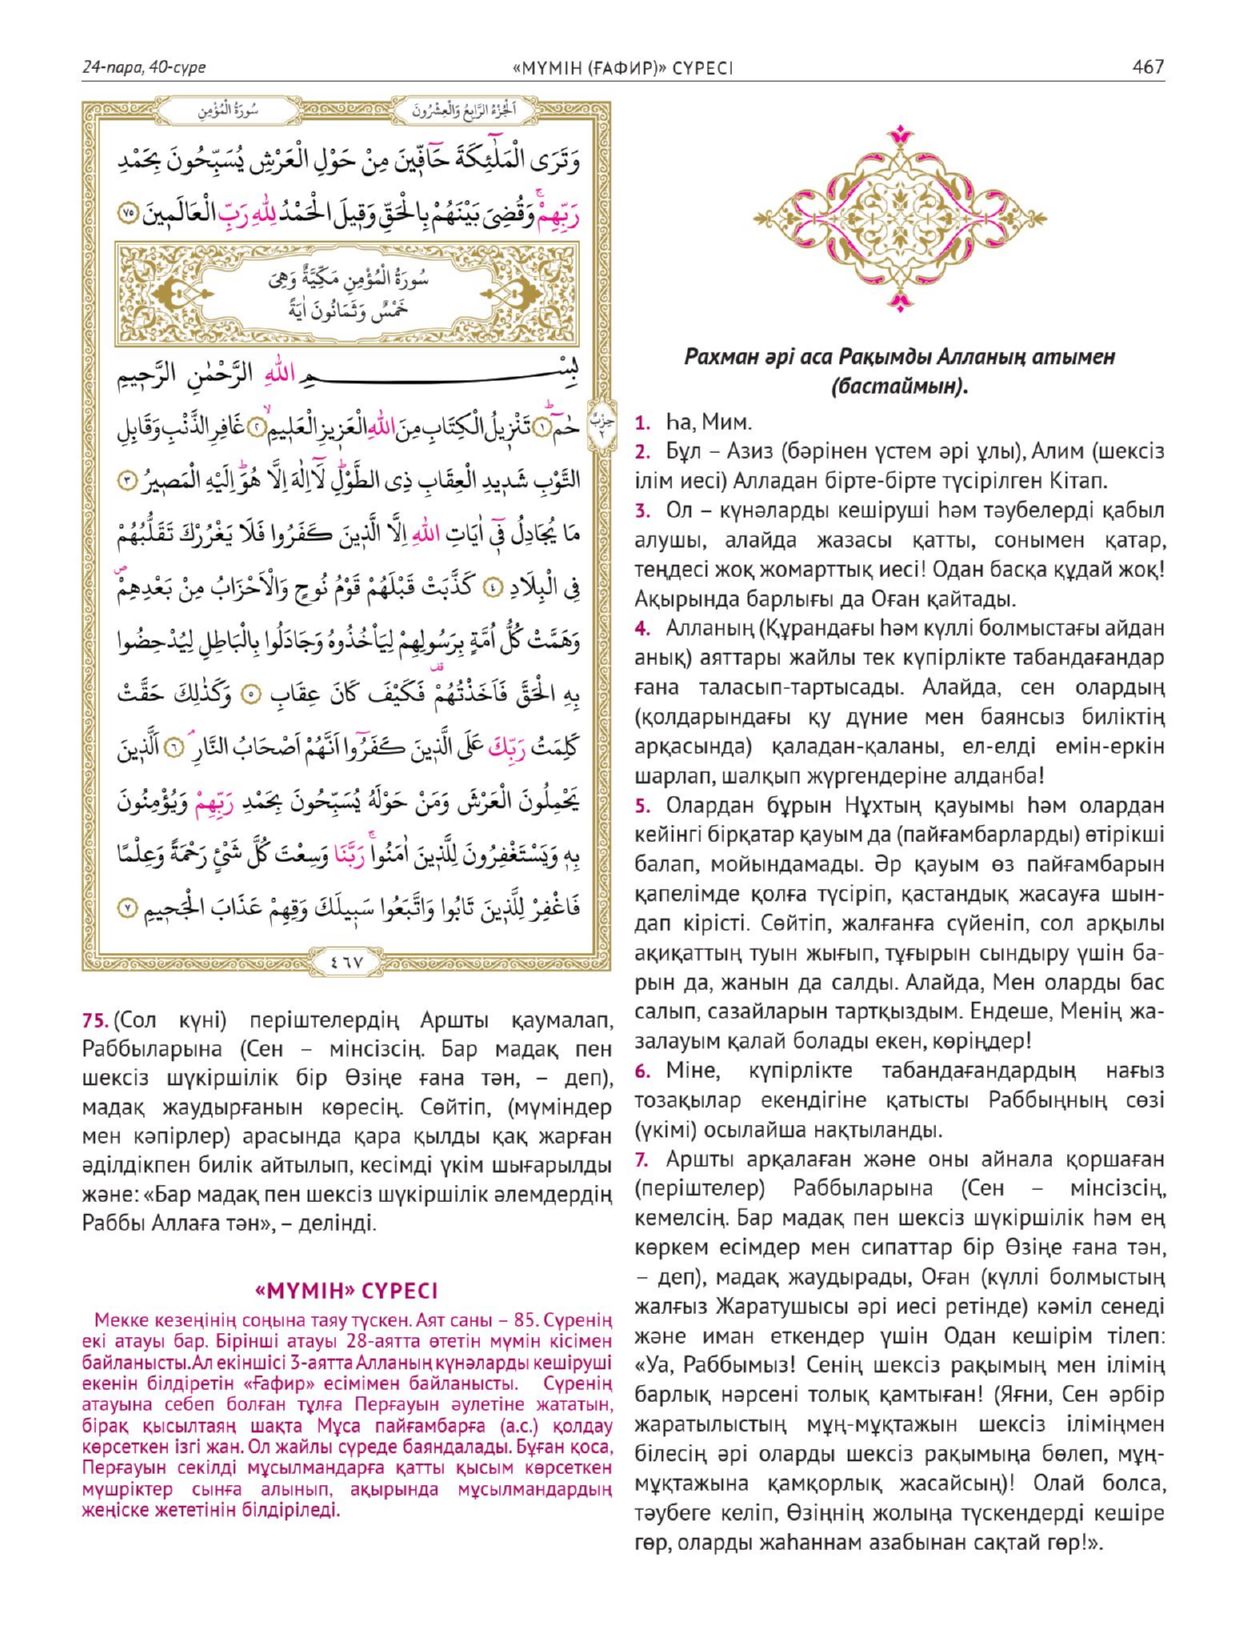 24-пара, 40-сүре
«МҮМІН (ҒАФИР)» СҮРЕСІ
467
سُورَةُ الْمُؤْمِنِ
اَلْجُزْءُ الرَّابِعُ وَالْعِشْرُونَ
وَتَرَى الْمَلٰٓئِكَةَ حَٓافّ۪ينَ مِنْ حَوْلِ الْعَرْشِ يُسَبِّحُونَ بِحَمْدِ
رَبِّهِمْۚ وَقُضِيَ بَيْنَهُمْ بِالْحَقِّ وَق۪يلَ الْحَمْدُ لِلّٰهِ رَبِّ الْعَالَم۪ينَ ﴿٧٥﴾
سُورَةُ الْمُؤْمِنِ مَكِّيَّةٌ وَهِيَ
خَمْسٌ وَثَمَانُونَ اٰيَةً
بِسْــــــمِ اللّٰهِ الرَّحْمٰنِ الرَّح۪يمِ
حٰمٓۜ ﴿١﴾ تَنْز۪يلُ الْكِتَابِ مِنَ اللّٰهِ الْعَز۪يزِ الْعَل۪يمِۙ ﴿٢﴾ غَافِرِ الذَّنْبِ وَقَابِلِ
حِزْبٌ
٢
التَّوْبِ شَد۪يدِ الْعِقَابِ ذِي الطَّوْلِۜ لَٓا اِلٰهَ اِلَّا هُوَۜ اِلَيْهِ الْمَص۪يرُ ﴿٣﴾
مَا يُجَادِلُ ف۪ٓي اٰيَاتِ اللّٰهِ اِلَّا الَّذ۪ينَ كَفَرُوا فَلَا يَغْرُرْكَ تَقَلُّبُهُمْ
فِي الْبِلَادِ ﴿٤﴾ كَذَّبَتْ قَبْلَهُمْ قَوْمُ نُوحٍ وَالْاَحْزَابُ مِنْ بَعْدِهِمْۖ
وَهَمَّتْ كُلُّ اُمَّةٍ بِرَسُولِهِمْ لِيَأْخُذُوهُ وَجَادَلُوا بِالْبَاطِلِ لِيُدْحِضُوا
بِهِ الْحَقَّ فَاَخَذْتُهُمْ۠ فَكَيْفَ كَانَ عِقَابِ ﴿٥﴾ وَكَذٰلِكَ حَقَّتْ
كَلِمَتُ رَبِّكَ عَلَى الَّذ۪ينَ كَفَرُٓوا اَنَّهُمْ اَصْحَابُ النَّارِۢ ﴿٦﴾ اَلَّذ۪ينَ
يَحْمِلُونَ الْعَرْشَ وَمَنْ حَوْلَهُ يُسَبِّحُونَ بِحَمْدِ رَبِّهِمْ وَيُؤْمِنُونَ
بِه۪ وَيَسْتَغْفِرُونَ لِلَّذ۪ينَ اٰمَنُواۚ رَبَّنَا وَسِعْتَ كُلَّ شَيْءٍ رَحْمَةً وَعِلْمًا
فَاغْفِرْ لِلَّذ۪ينَ تَابُوا وَاتَّبَعُوا سَب۪يلَكَ وَقِهِمْ عَذَابَ الْجَح۪يمِ ﴿٧﴾
٤٦٧
75. (Сол күні) періштелердің Аршты қаумалап,
Раббыларына (Сен – мінсізсің. Бар мадақ пен
шексіз шүкіршілік бір Өзіңе ғана тән, – деп),
мадақ жаудырғанын көресің. Сөйтіп, (мүміндер
мен кәпірлер) арасында қара қылды қақ жарған
әділдікпен билік айтылып, кесімді үкім шығарылды
және: «Бар мадақ пен шексіз шүкіршілік әлемдердің
Раббы Аллаға тән», – делінді.
«МҮМІН» СҮРЕСІ
Мекке кезеңінің соңына таяу түскен. Аят саны – 85. Сүренің
екі атауы бар. Бірінші атауы 28-аятта өтетін мүмін кісімен
байланысты.Ал екіншісі 3-аятта Алланың күнәларды кешіруші
екенін білдіретін «Ғафир» есімімен байланысты. Сүренің
атауына себеп болған тұлға Перғауын әулетіне жататын,
бірақ қысылтаяң шақта Мұса пайғамбарға (а.с.) қолдау
көрсеткен ізгі жан. Ол жайлы сүреде баяндалады. Бұған қоса,
Перғауын секілді мұсылмандарға қатты қысым көрсеткен
мүшріктер сынға алынып, ақырында мұсылмандардың
жеңіске жететінін білдіріледі.
Рахман әрі аса Рақымды Алланың атымен
(бастаймын).
1. Һа, Мим.
2. Бұл – Азиз (бәрінен үстем әрі ұлы), Алим (шексіз
ілім иесі) Алладан бірте-бірте түсірілген Кітап.
3. Ол – күнәларды кешіруші һәм тәубелерді қабыл
алушы, алайда жазасы қатты, сонымен қатар,
теңдесі жоқ жомарттық иесі! Одан басқа құдай жоқ!
Ақырында барлығы да Оған қайтады.
4. Алланың (Құрандағы һәм күллі болмыстағы айдан
анық) аяттары жайлы тек күпірлікте табандағандар
ғана таласып-тартысады. Алайда, сен олардың
(қолдарындағы қу дүние мен баянсыз биліктің
арқасында) қаладан-қаланы, ел-елді емін-еркін
шарлап, шалқып жүргендеріне алданба!
5. Олардан бұрын Нұхтың қауымы һәм олардан
кейінгі бірқатар қауым да (пайғамбарларды) өтірікші
балап, мойындамады. Әр қауым өз пайғамбарын
қапелімде қолға түсіріп, қастандық жасауға шын-
дап кірісті. Сөйтіп, жалғанға сүйеніп, сол арқылы
ақиқаттың туын жығып, тұғырын сындыру үшін ба-
рын да, жанын да салды. Алайда, Мен оларды бас
салып, сазайларын тартқыздым. Ендеше, Менің жа-
залауым қалай болады екен, көріңдер!
6. Міне, күпірлікте табандағандардың нағыз
тозақылар екендігіне қатысты Раббыңның сөзі
(үкімі) осылайша нақтыланды.
7. Аршты арқалаған және оны айнала қоршаған
(періштелер) Раббыларына (Сен – мінсізсің,
кемелсің. Бар мадақ пен шексіз шүкіршілік һәм ең
көркем есімдер мен сипаттар бір Өзіңе ғана тән,
– деп), мадақ жаудырады, Оған (күллі болмыстың
жалғыз Жаратушысы әрі иесі ретінде) кәміл сенеді
және иман еткендер үшін Одан кешірім тілеп:
«Уа, Раббымыз! Сенің шексіз рақымың мен ілімің
барлық нәрсені толық қамтыған! (Яғни, Сен әрбір
жаратылыстың мұң-мұқтажын шексіз іліміңмен
білесің әрі оларды шексіз рақымыңа бөлеп, мұң-
мұқтажына қамқорлық жасайсың)! Олай болса,
тәубеге келіп, Өзіңнің жолыңа түскендерді кешіре
гөр, оларды жаһаннам азабынан сақтай гөр!».